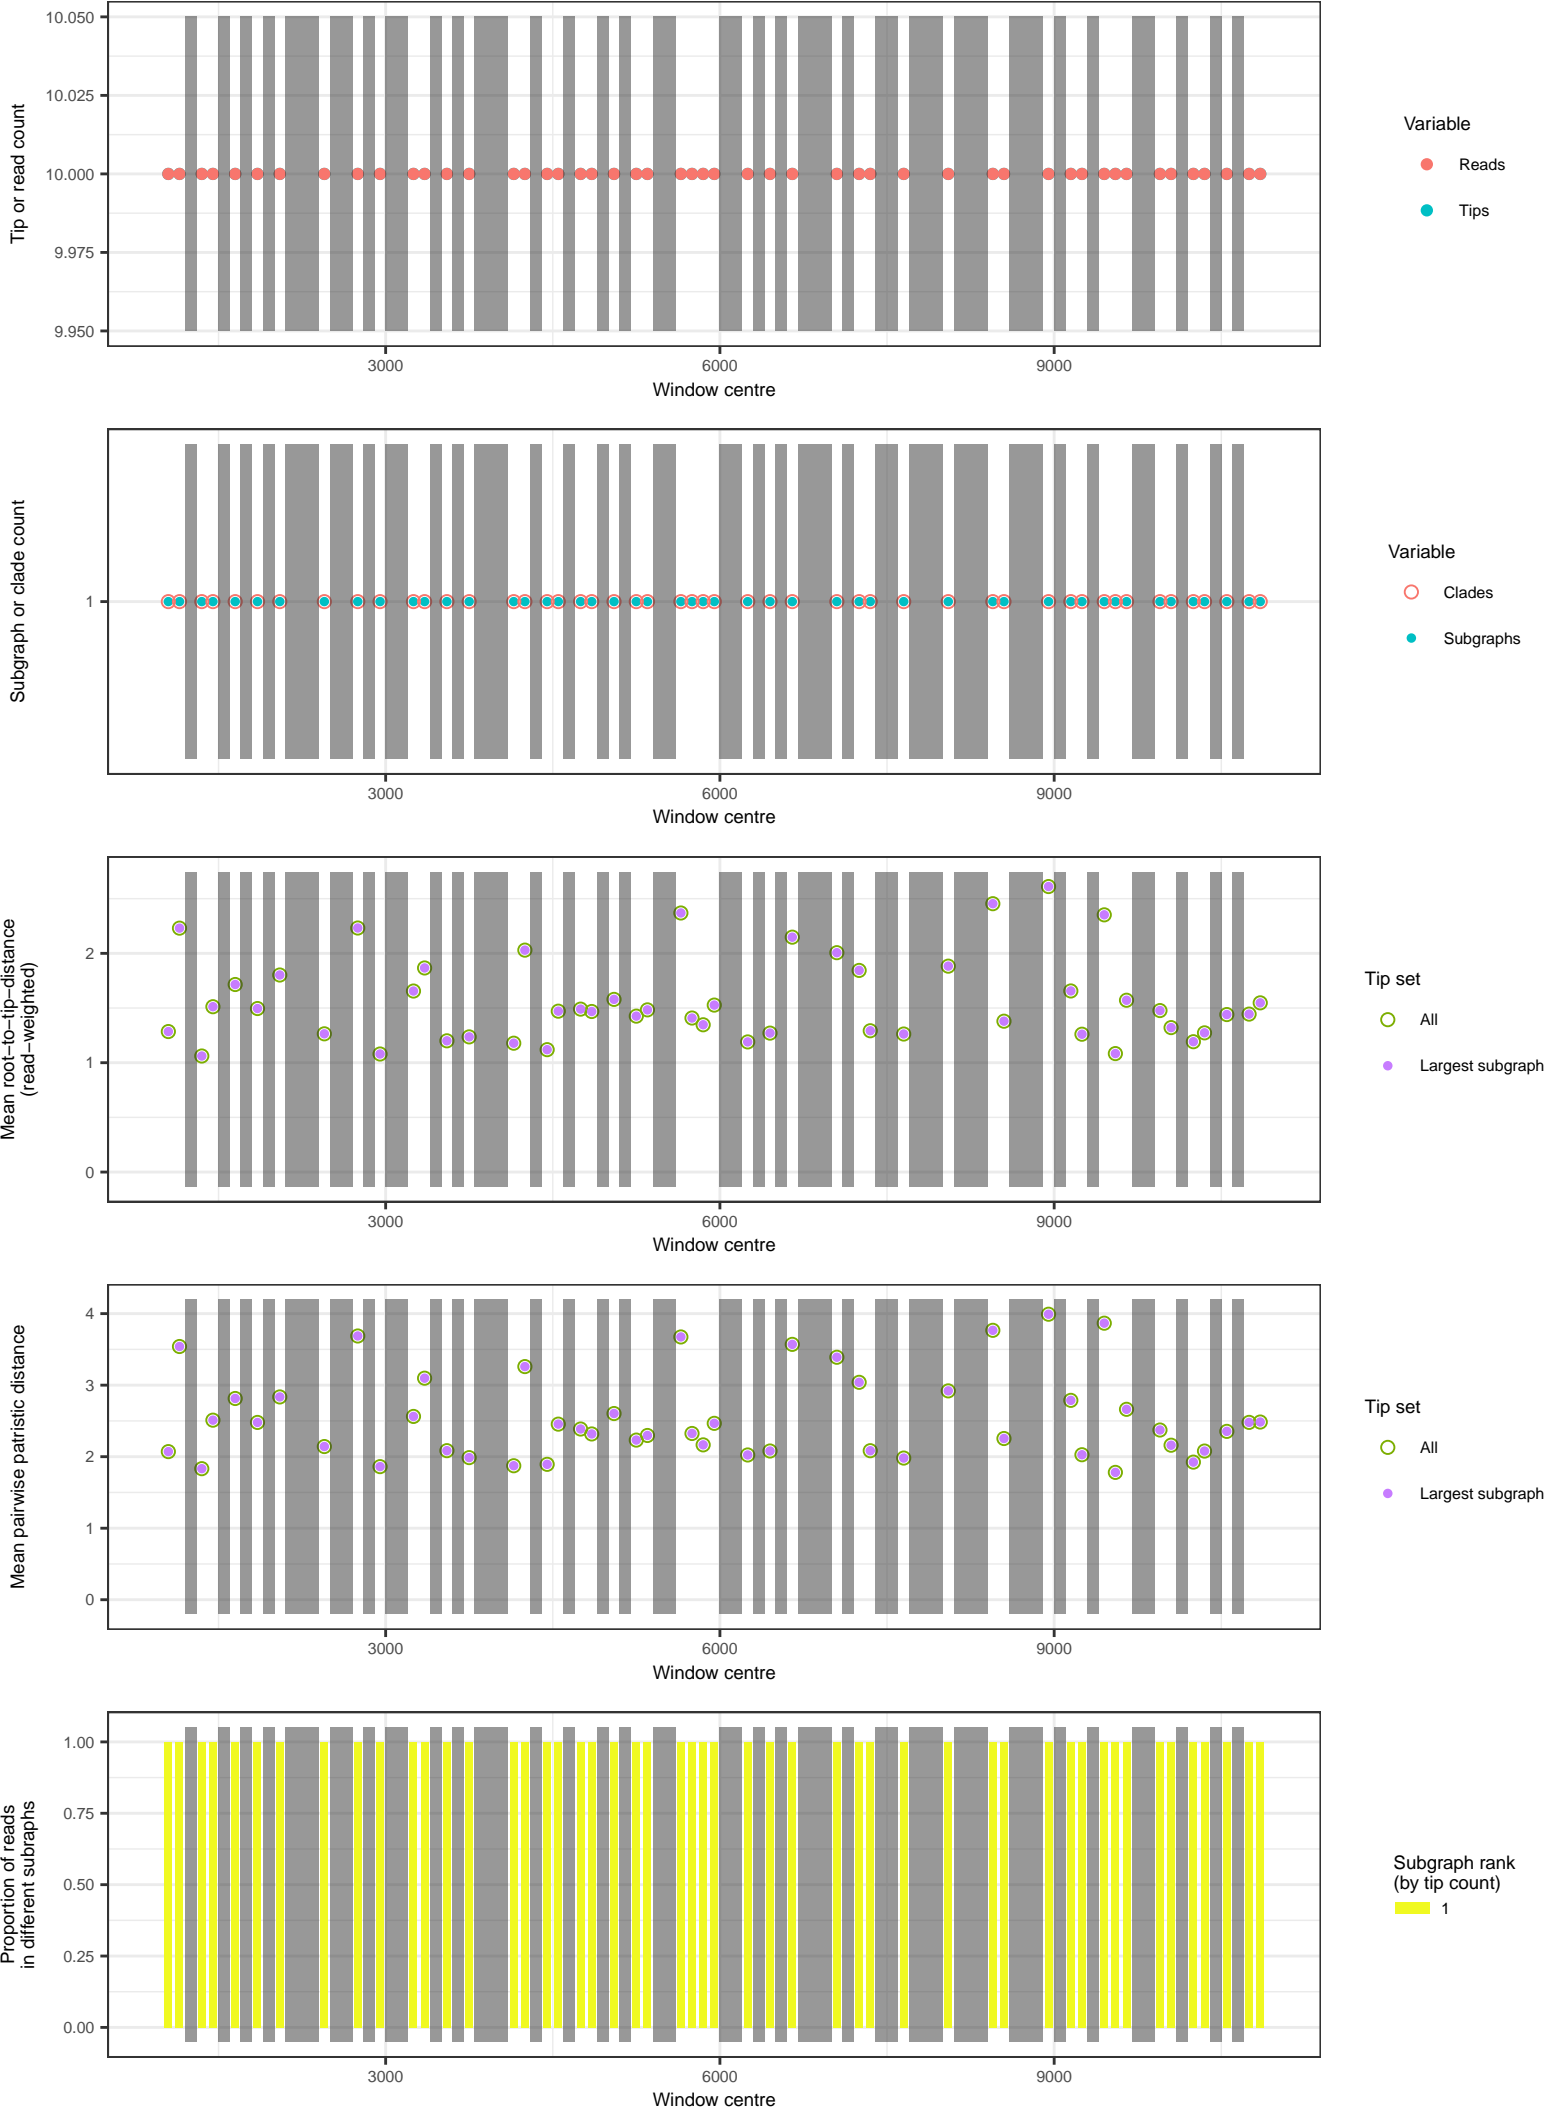 10.050
10.025
10.000
9.975
9.950
Tip or read count
3000
6000
9000
Window centre
Variable
Reads
Tips
1
Subgraph or clade count
3000
6000
9000
Window centre
Variable
Clades
Subgraphs
2
1
0
Mean root−to−tip−distance
(read−weighted)
3000
6000
9000
Window centre
Tip set
All
Largest subgraph
4
3
2
1
0
Mean pairwise patristic distance
3000
6000
9000
Window centre
Tip set
All
Largest subgraph
1.00
0.75
0.50
0.25
0.00
Proportion of reads
in different subraphs
3000
6000
9000
Window centre
Subgraph rank
(by tip count)
1